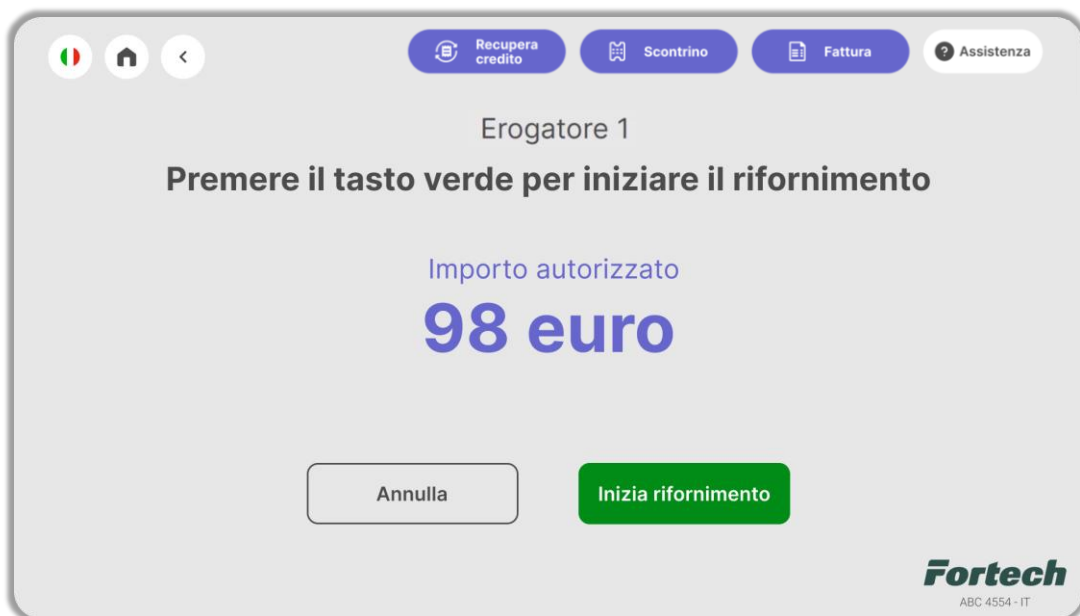 Recupera
credito
Scontrino
Fattura
? Assistenza
Erogatore 1
Premere il tasto verde per iniziare il rifornimento
Importo autorizzato
98 euro
Annulla
Inizia rifornimento
Fortech
ABC 4554 - IT